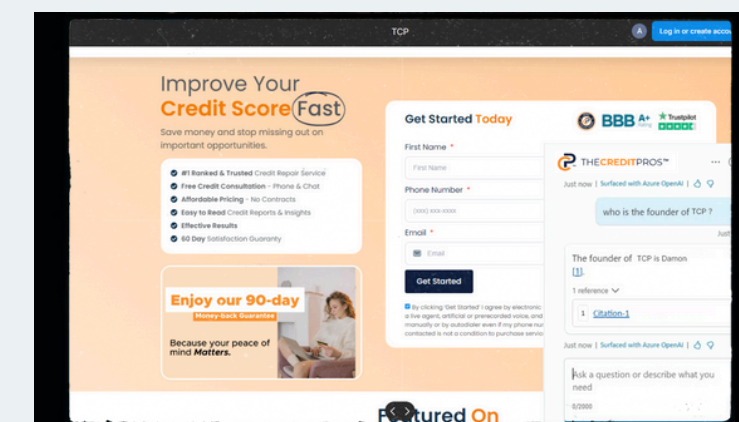 TCP
A
Log in or create accou
Improve Your
Credit Score Fast
Save money and stop missing out on
important opportunities.
#1 Ranked & Trusted Credit Repair Service
Free Credit Consultation - Phone & Chat
Affordable Pricing - No Contracts
Easy to Read Credit Reports & Insights
Effective Results
60 Day Satisfaction Guaranty
Enjoy our 90-day
Money-back Guarantee
Because your peace of
mind Matters.
Get Started Today
BBB A+
Rating
Trustpilot
First Name *
First Name
Phone Number *
(xxx) xxx-xxxx
Email *
Email
Get Started
By clicking 'Get Started' I agree by electronic
a live agent, artificial or prerecorded voice, and
manually or by autodialer even if my phone nu
contacted is not a condition to purchase servic
THECREDITPROS™
Just now | Surfaced with Azure OpenAI |
who is the founder of TCP ?
Just
The founder of TCP is Damon
[1].
1 reference
1 Citation-1
Just now | Surfaced with Azure OpenAI |
Ask a question or describe what you
need
0/2000
On